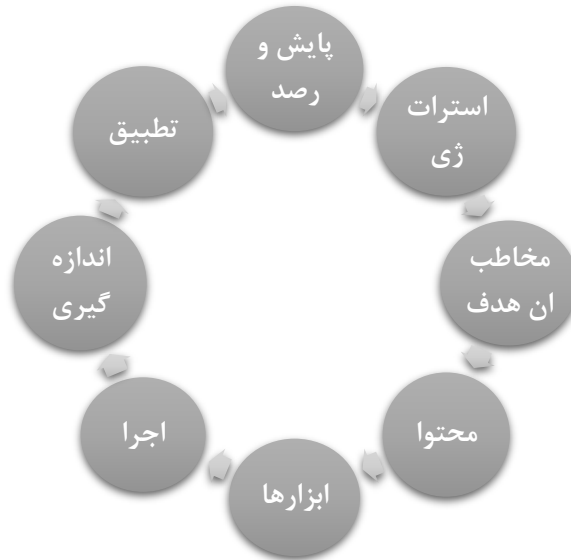 پایش و
رصد
استرات
ژی
مخاطب
ان هدف
محتوا
ابزارها
اجرا
اندازه
گیری
تطبیق